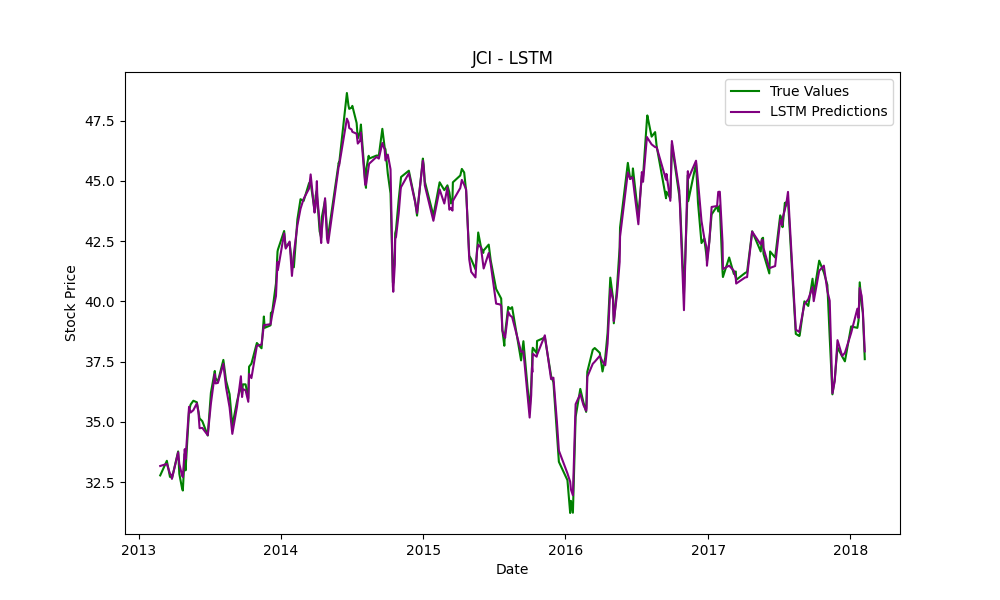 JCI - LSTM
True Values
LSTM Predictions
47.5
45.0
42.5
40.0
37.5
35.0
32.5
Stock Price
2013 2014 2015 2016 2017 2018
Date